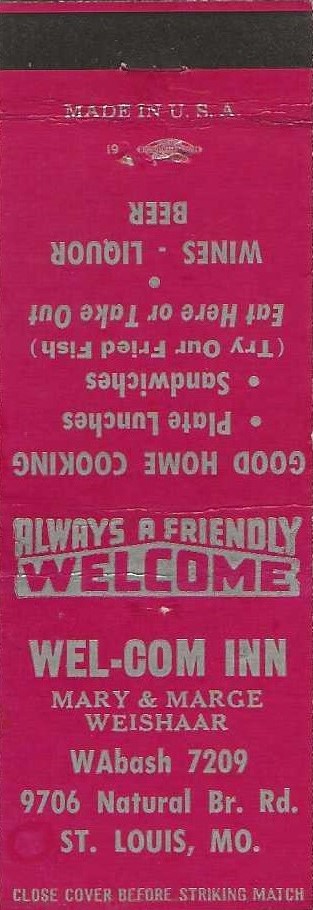 MADE IN U. S. A.
19
GOOD HOME COOKING
• Plate Lunches
• Sandwiches
(Try Our Fried Fish)
Eat Here or Take Out
•
WINES - LIQUOR
BEER
ALWAYS A FRIENDLY
WELCOME
WEL-COM INN
MARY & MARGE
WEISHAAR
WAbash 7209
9706 Natural Br. Rd.
ST. LOUIS, MO.
CLOSE COVER BEFORE STRIKING MATCH